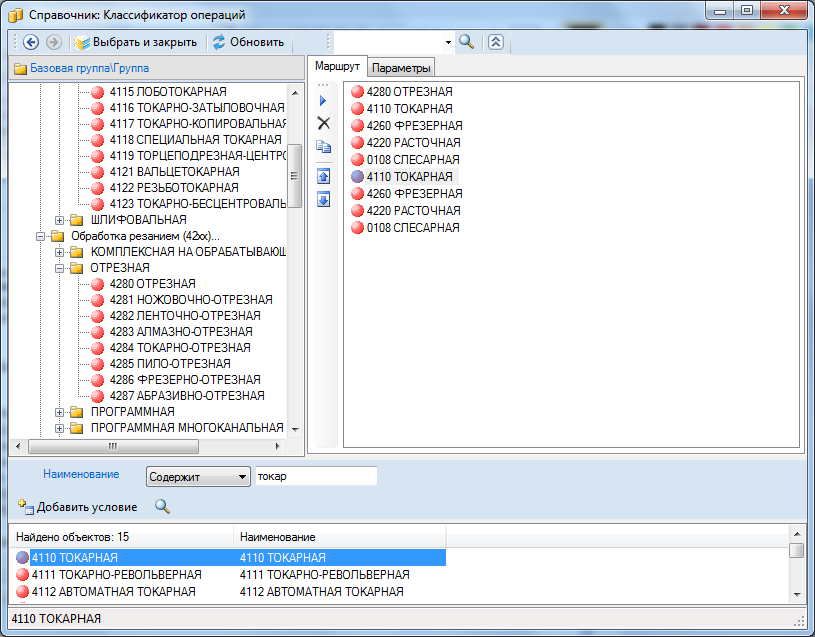 Справочник: Классификатор операций
Выбрать и закрыть Обновить
Базовая группа\Группа
4115 ЛОБОТОКАРНАЯ
4116 ТОКАРНО-ЗАТЫЛОВОЧНАЯ
4117 ТОКАРНО-КОПИРОВАЛЬНАЯ
4118 СПЕЦИАЛЬНАЯ ТОКАРНАЯ
4119 ТОРЦЕПОДРЕЗНАЯ-ЦЕНТРО
4121 ВАЛЬЦЕТОКАРНАЯ
4122 РЕЗЬБОТОКАРНАЯ
4123 ТОКАРНО-БЕСЦЕНТРОВАЛЬ
ШЛИФОВАЛЬНАЯ
Обработка резанием (42xx)...
КОМПЛЕКСНАЯ НА ОБРАБАТЫВАЮЩ
ОТРЕЗНАЯ
4280 ОТРЕЗНАЯ
4281 НОЖОВОЧНО-ОТРЕЗНАЯ
4282 ЛЕНТОЧНО-ОТРЕЗНАЯ
4283 АЛМАЗНО-ОТРЕЗНАЯ
4284 ТОКАРНО-ОТРЕЗНАЯ
4285 ПИЛО-ОТРЕЗНАЯ
4286 ФРЕЗЕРНО-ОТРЕЗНАЯ
4287 АБРАЗИВНО-ОТРЕЗНАЯ
ПРОГРАММНАЯ
ПРОГРАММНАЯ МНОГОКАНАЛЬНАЯ
Маршрут Параметры
4280 ОТРЕЗНАЯ
4110 ТОКАРНАЯ
4260 ФРЕЗЕРНАЯ
4220 РАСТОЧНАЯ
0108 СЛЕСАРНАЯ
4110 ТОКАРНАЯ
4260 ФРЕЗЕРНАЯ
4220 РАСТОЧНАЯ
0108 СЛЕСАРНАЯ
Наименование Содержит токар
Добавить условие
Найдено объектов: 15 Наименование
4110 ТОКАРНАЯ 4110 ТОКАРНАЯ
4111 ТОКАРНО-РЕВОЛЬВЕРНАЯ 4111 ТОКАРНО-РЕВОЛЬВЕРНАЯ
4112 АВТОМАТНАЯ ТОКАРНАЯ 4112 АВТОМАТНАЯ ТОКАРНАЯ
4110 ТОКАРНАЯ